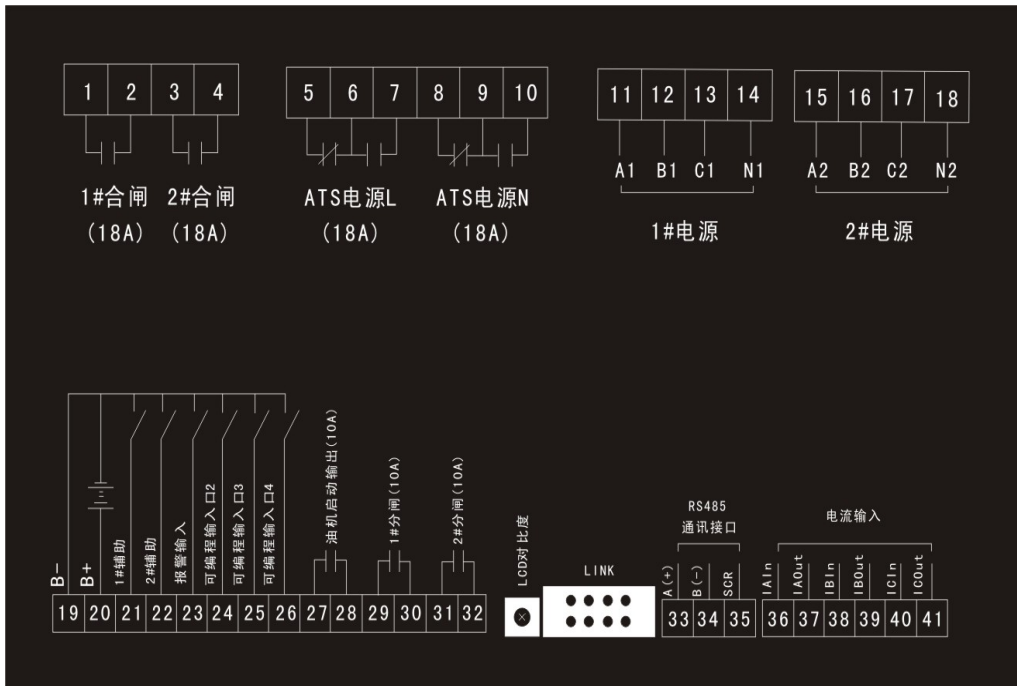 1 2 3 4
5 6 7 8 9 10
11 12 13 14
15 16 17 18
A1 B1 C1 N1
A2 B2 C2 N2
1#合闸 2#合闸
(18A) (18A)
ATS电源L ATS电源N
(18A) (18A)
1#电源
2#电源
B-
B+
1#辅助
2#辅助
报警输入
可编程输入口2
可编程输入口3
可编程输入口4
油机启动输出(10A)
1#分闸(10A)
2#分闸(10A)
LCD对比度
LINK
RS485
通讯接口
A(+)
B(-)
SCR
电流输入
IAIn
IAOut
IBIn
IBOut
ICIn
ICOut
19 20 21 22 23 24 25 26 27 28 29 30 31 32
33 34 35
36 37 38 39 40 41